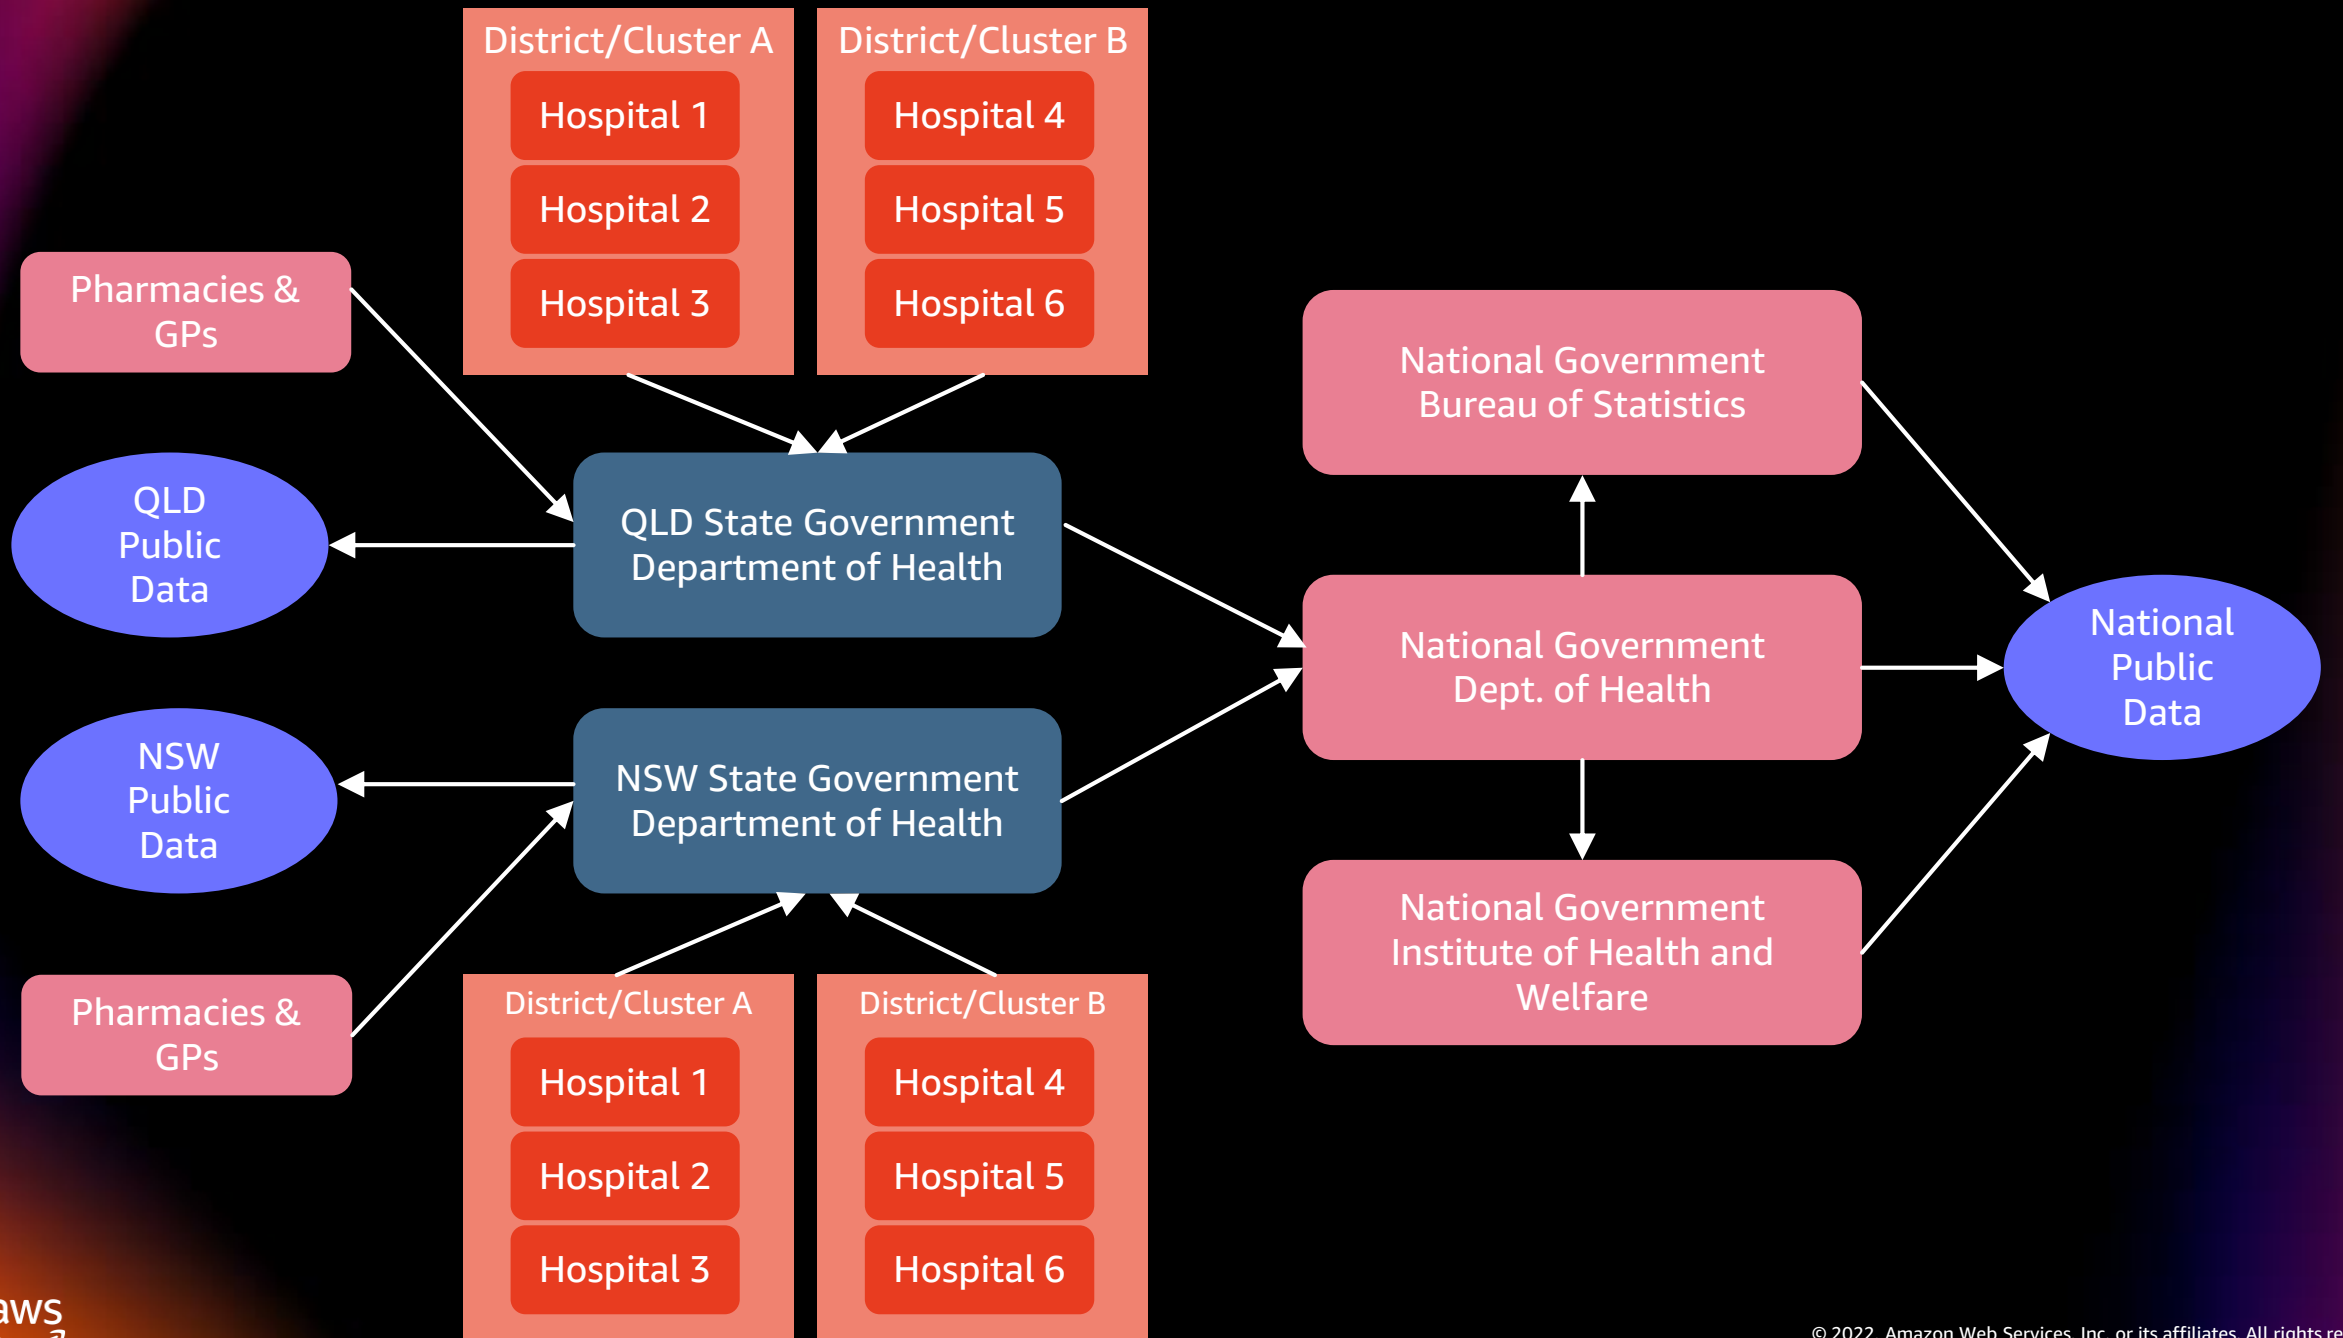 District/Cluster A
Hospital 1
Hospital 2
Hospital 3
District/Cluster B
Hospital 4
Hospital 5
Hospital 6
Pharmacies &
GPs
QLD
Public
Data
QLD State Government
Department of Health
NSW
Public
Data
NSW State Government
Department of Health
Pharmacies &
GPs
District/Cluster A
Hospital 1
Hospital 2
Hospital 3
District/Cluster B
Hospital 4
Hospital 5
Hospital 6
National Government
Bureau of Statistics
National Government
Dept. of Health
National Government
Institute of Health and
Welfare
National
Public
Data
aws
© 2022, Amazon Web Services, Inc. or its affiliates. All rights